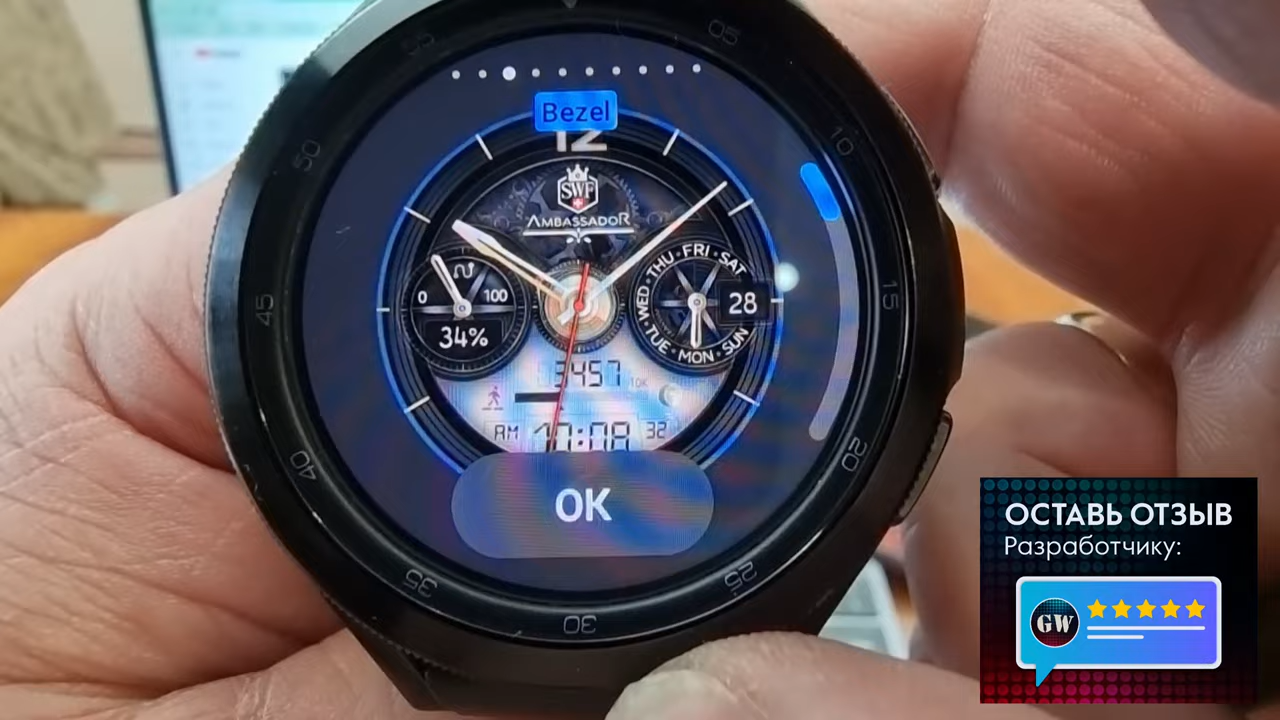 55
05
50
10
45
15
40
20
35
25
30
Bezel
12
SWF
AMBASSADOR
0 100
34%
WED • THU • FRI • SAT
28
TUE • MON • SUN
3457
10K
AM 17:08 32
OK
ОСТАВЬ ОТЗЫВ
Разработчику:
GW